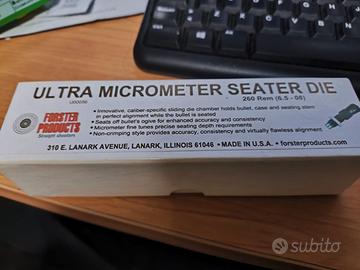 ULTRA MICROMETER SEATER DIE
U00086
260 Rem (6.5 - 08)
FORSTER
PRODUCTS
Straight shooters
• Innovative, caliber-specific sliding die chamber holds bullet, case and seating stem
in perfect alignment while the bullet is seated
• Seats off bullet's ogive for enhanced accuracy and consistency
• Micrometer fine tunes precise seating depth requirements
• Non-crimping style provides accuracy, consistency and virtually flawless alignment
310 E. LANARK AVENUE, LANARK, ILLINOIS 61046 • MADE IN U.S.A. • forsterproducts.com
subito